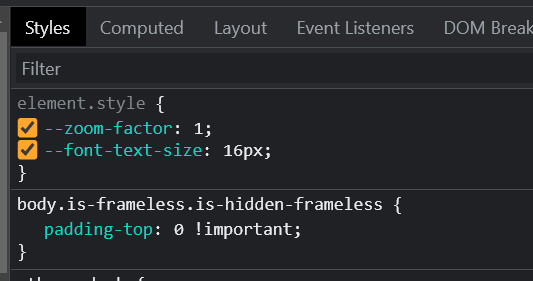 Styles Computed Layout Event Listeners DOM Break
Filter
element.style {
--zoom-factor: 1;
--font-text-size: 16px;
}
body.is-frameless.is-hidden-frameless {
padding-top: 0 !important;
}